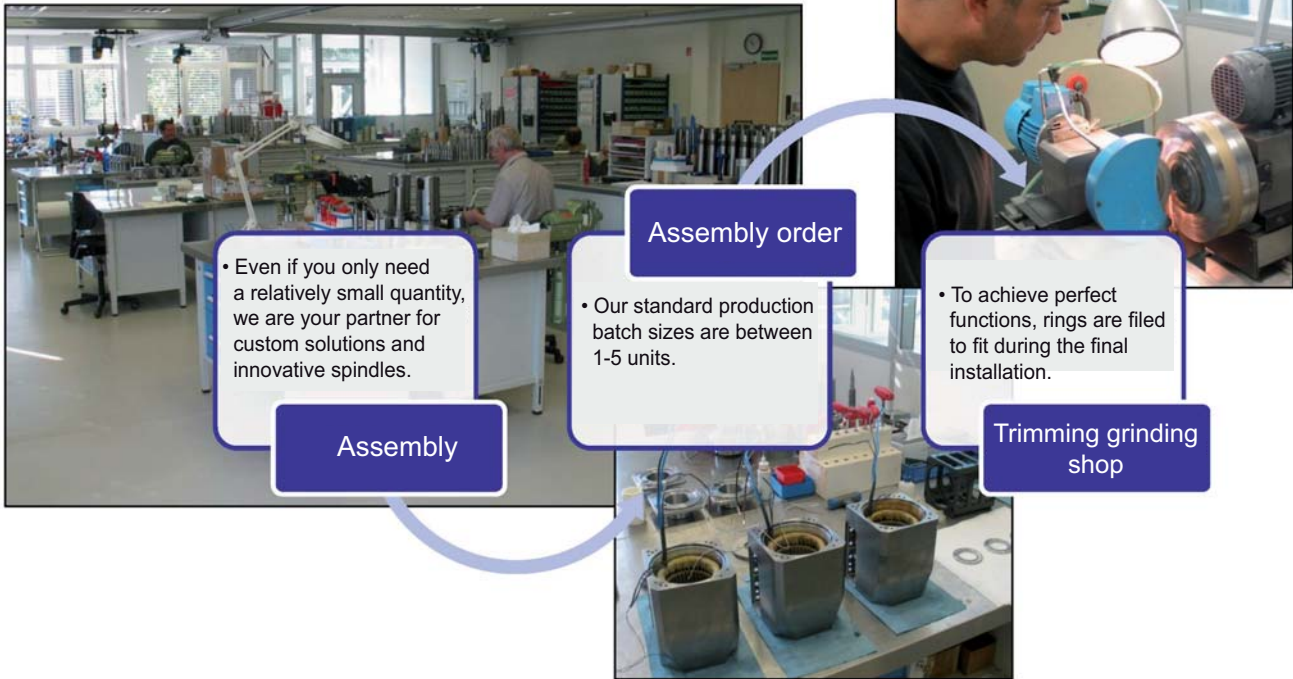 • Even if you only need
a relatively small quantity,
we are your partner for
custom solutions and
innovative spindles.
Assembly
Assembly order
• Our standard production
batch sizes are between
1-5 units.
• To achieve perfect
functions, rings are filed
to fit during the final
installation.
Trimming grinding
shop